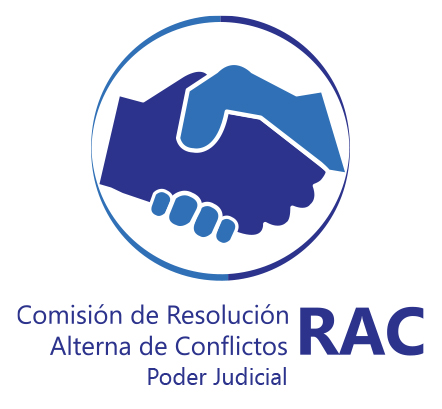 Comisión de Resolución
Alterna de Conflictos
RAC
Poder Judicial